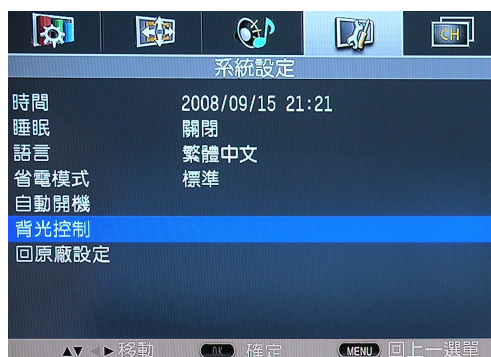 CH
系統設定
時間 2008/09/15 21:21
睡眠 關閉
語言 繁體中文
省電模式 標準
自動開機
背光控制
回原廠設定
▲▼ ◀▶移動 OK 確定 MENU 回上一選單